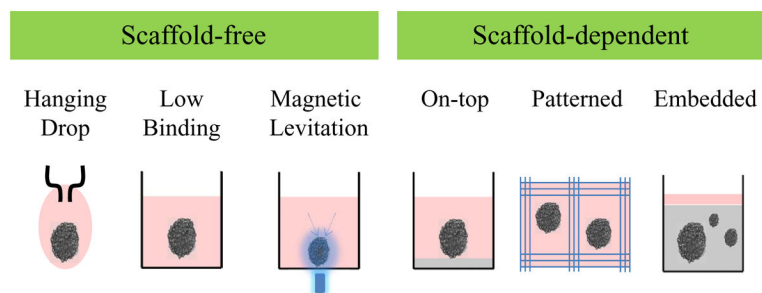 Scaffold-free
Scaffold-dependent
Hanging
Drop
Low
Binding
Magnetic
Levitation
On-top
Patterned
Embedded